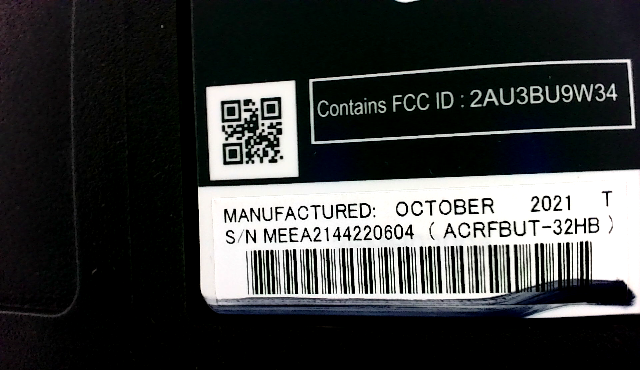 Contains FCC ID : 2AU3BU9W34
MANUFACTURED: OCTOBER 2021 T
S/N MEEA2144220604 ( ACRFBUT-32HB )